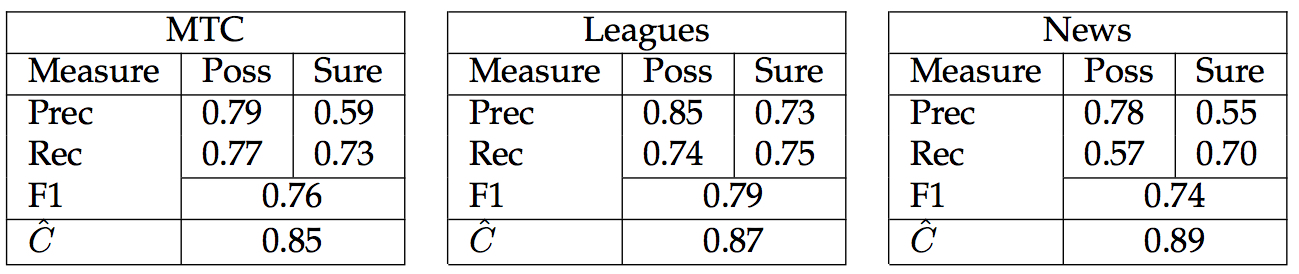 MTC
Measure Poss Sure
Prec 0.79 0.59
Rec 0.77 0.73
F1 0.76
Ĉ 0.85
Leagues
Measure Poss Sure
Prec 0.85 0.73
Rec 0.74 0.75
F1 0.79
Ĉ 0.87
News
Measure Poss Sure
Prec 0.78 0.55
Rec 0.57 0.70
F1 0.74
Ĉ 0.89